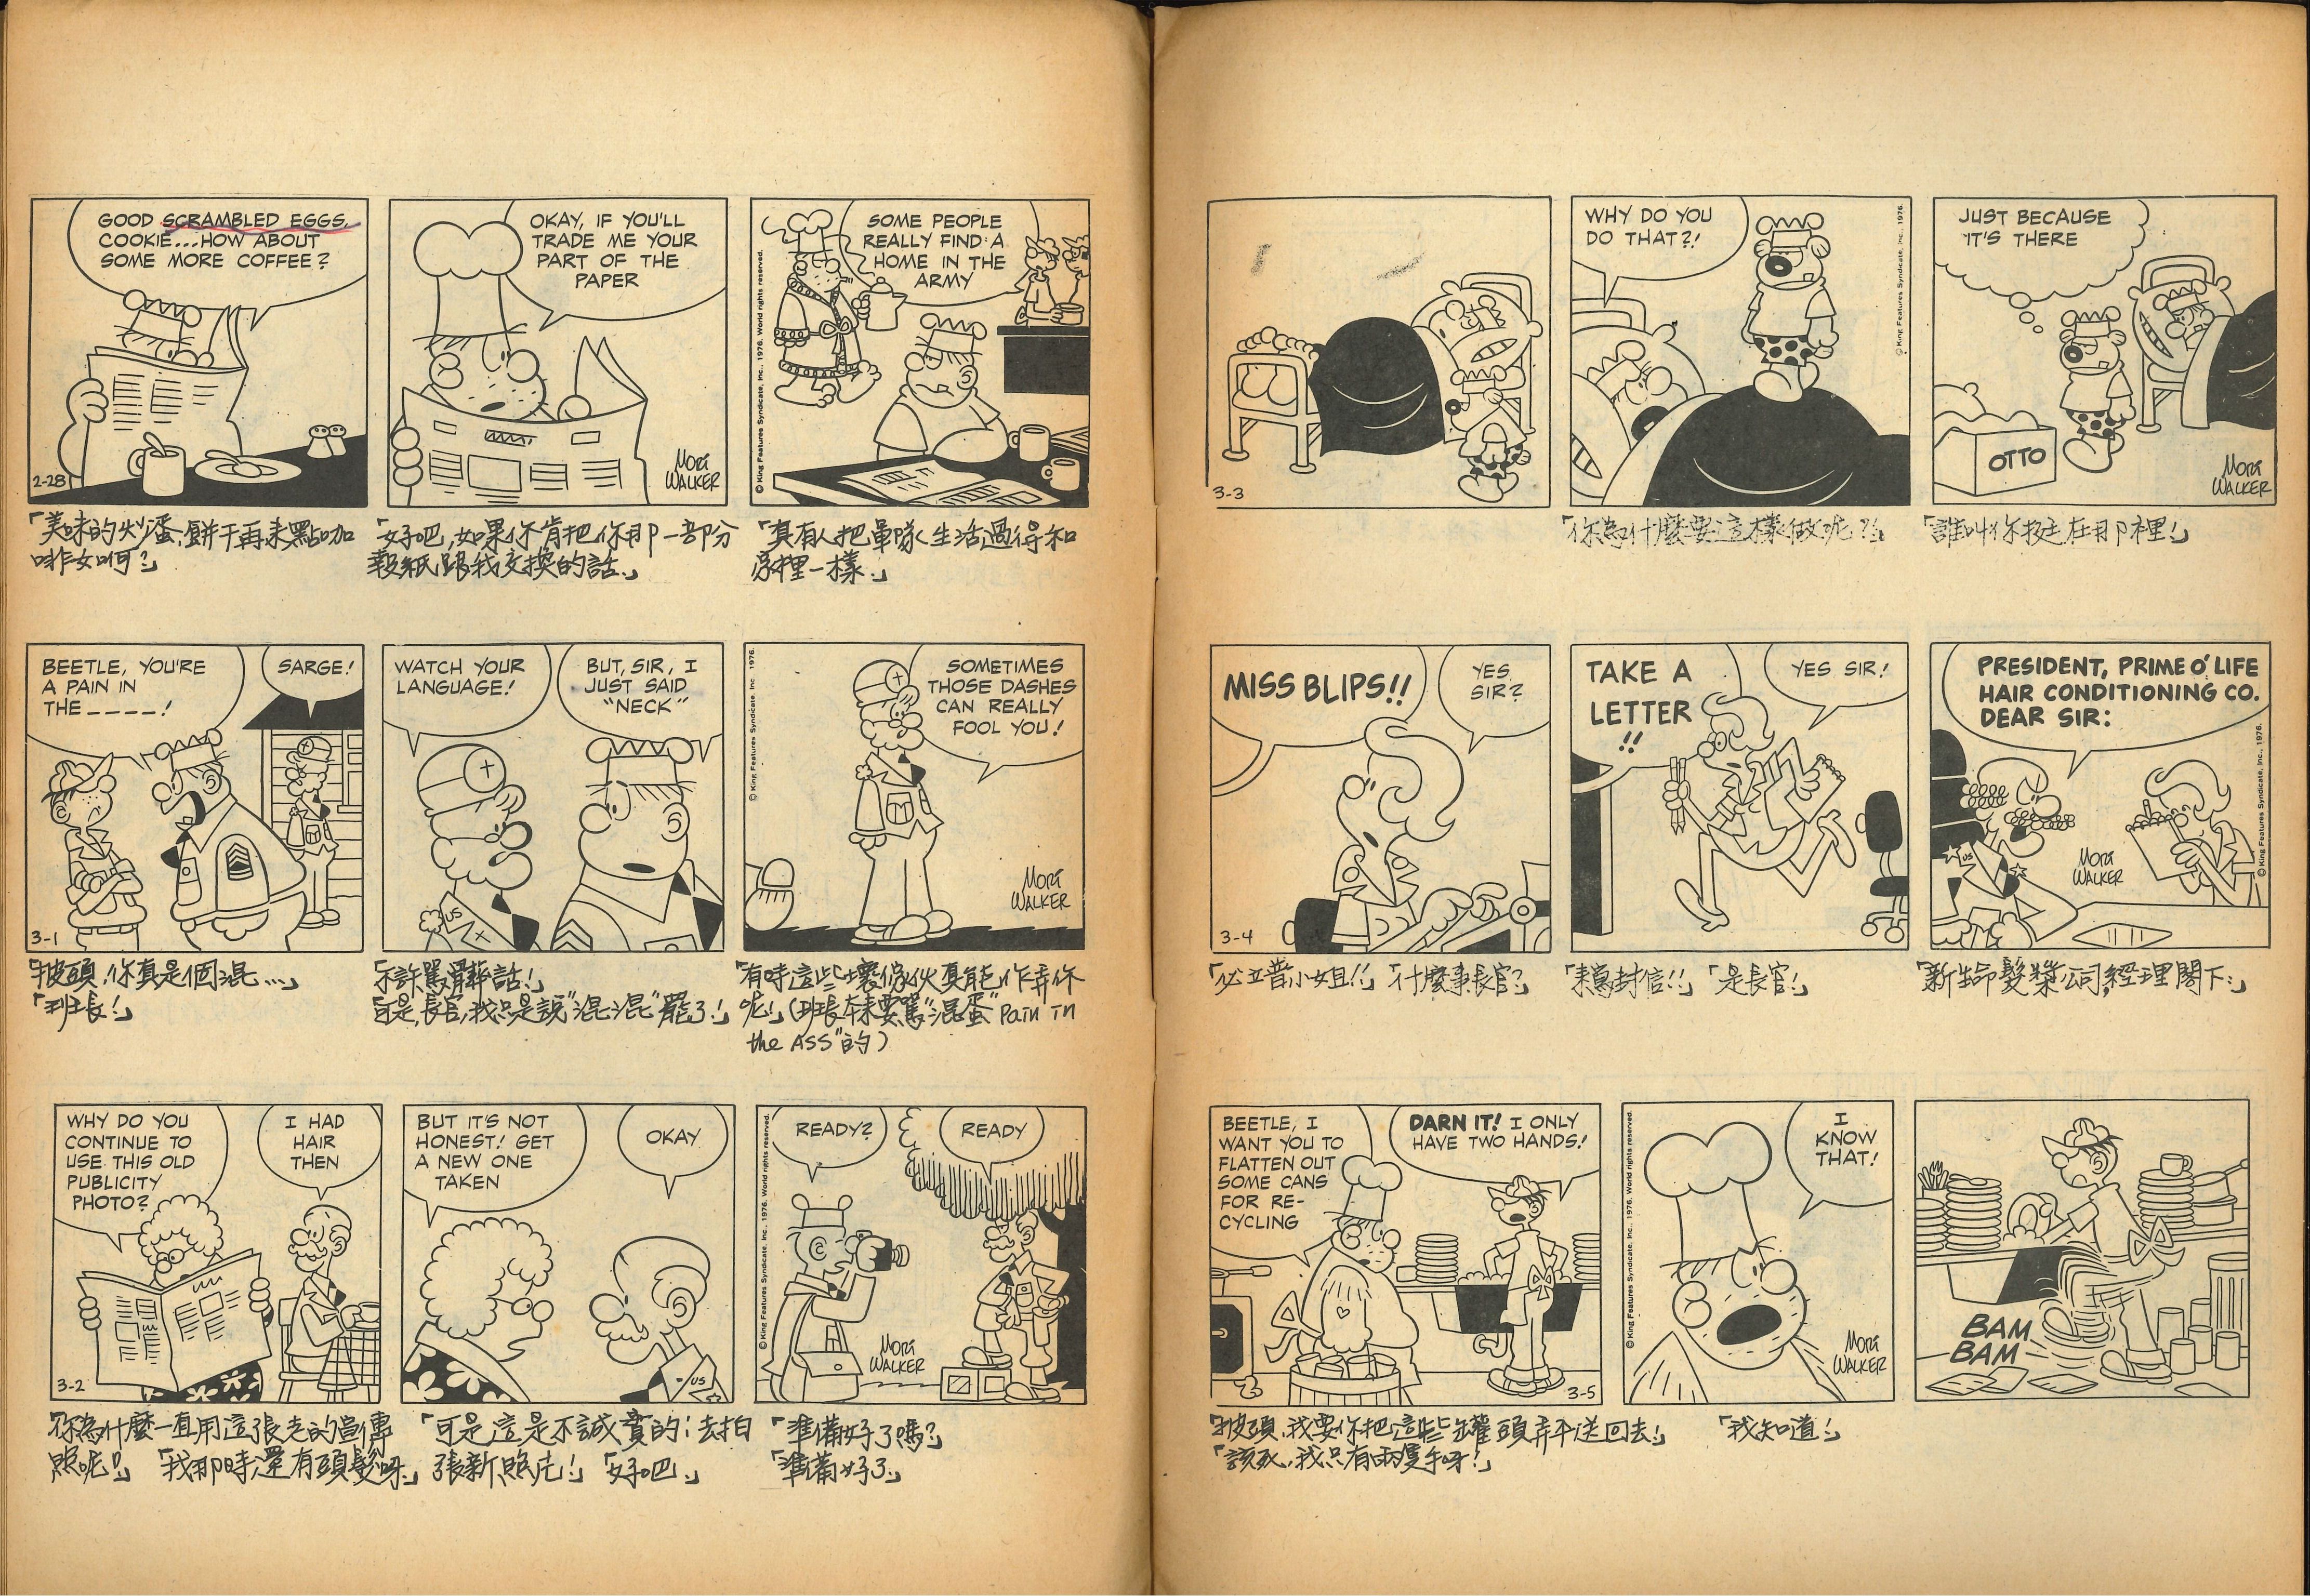 GOOD SCRAMBLED EGGS,
COOKIE...HOW ABOUT
SOME MORE COFFEE?
2-28
OKAY, IF YOU'LL
TRADE ME YOUR
PART OF THE
PAPER
MORT
WALKER
SOME PEOPLE
REALLY FIND A
HOME IN THE
ARMY
© King Features Syndicate, Inc., 1976. World rights reserved.
「美味的炒蛋,餅干再來點咖
啡如何?」
「好吧,如果你肯把你那一部分
報紙跟我交換的話.」
「真有人把軍隊生活過得和
家裡一樣.」
BEETLE, YOU'RE
A PAIN IN
THE ____!
SARGE!
3-1
WATCH YOUR
LANGUAGE!
BUT, SIR, I
JUST SAID
"NECK"
© King Features Syndicate, Inc. 1976.
SOMETIMES
THOSE DASHES
CAN REALLY
FOOL YOU!
MORT
WALKER
「披頭,你真是個混...」
「班長!」
「不許罵髒話!」
「可是,長官,我只是說"混混"罷了!」
「有時這些壞傢伙真能作弄你
呢!」(班長本來要罵"混蛋" Pain in
the ASS"的)
WHY DO YOU
CONTINUE TO
USE THIS OLD
PUBLICITY
PHOTO?
I HAD
HAIR
THEN
3-2
BUT IT'S NOT
HONEST! GET
A NEW ONE
TAKEN
OKAY
READY?
READY
© King Features Syndicate, Inc., 1976. World rights reserved.
MORT
WALKER
「你為什麼一直用這張老的宣傳
照呢?」「我那時還有頭髮呀.」
「可是這是不誠實的;去拍
張新照片!」「好吧.」
「準備好了嗎?」
「準備好了.」
3-3
WHY DO YOU
DO THAT?!
© King Features Syndicate, Inc., 1976.
JUST BECAUSE
IT'S THERE
OTTO
MORT
WALKER
「你為什麼要這樣做呢?!」
「誰叫你挺在那裡!」
MISS BLIPS!!
YES
SIR?
3-4
TAKE A
LETTER
!!
YES SIR!
PRESIDENT, PRIME O' LIFE
HAIR CONDITIONING CO.
DEAR SIR:
US
MORT
WALKER
© King Features Syndicate, Inc., 1976.
「必立普小姐!!」「什麼事長官?」
「來寫封信!!」「是長官!」
「新生命髮業公司,經理閣下:」
BEETLE, I
WANT YOU TO
FLATTEN OUT
SOME CANS
FOR RE-
CYCLING
DARN IT! I ONLY
HAVE TWO HANDS!
3-5
© King Features Syndicate, Inc., 1976. World rights reserved.
I
KNOW
THAT!
MORT
WALKER
BAM
BAM
「披頭,我要你把這些罐頭弄平送回去!」
「該死,我只有兩隻手呀!」
「我知道!」